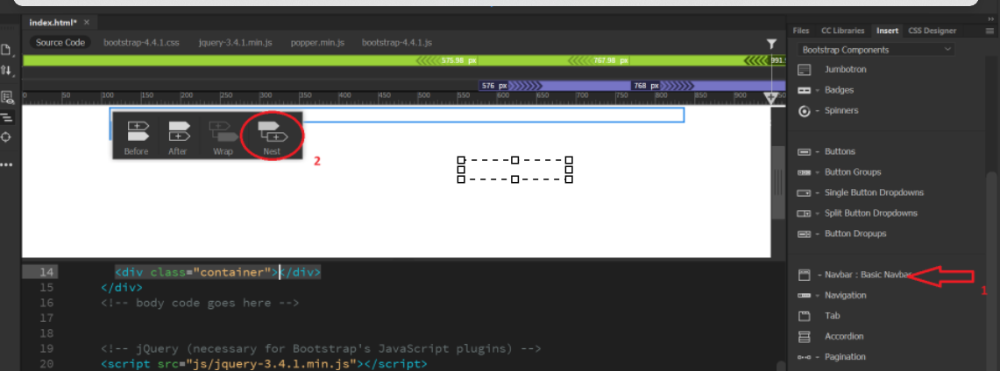 index.html* ×
Source Code bootstrap-4.4.1.css jquery-3.4.1.min.js popper.min.js bootstrap-4.4.1.js
575.98 px 767.98 px 991.
576 px 768 px
0 50 100 150 200 250 300 350 400 450 500 550 600 650 700 750 800 850 900
Before After Wrap Nest
2
14 <div class="container"></div>
15 </div>
16 <!-- body code goes here -->
17
18
19 <!-- jQuery (necessary for Bootstrap's JavaScript plugins) -->
20 <script src="js/jquery-3.4.1.min.js"></script>
Files CC Libraries Insert CSS Designer
Bootstrap Components
Jumbotron
Badges
Spinners
Buttons
Button Groups
Single Button Dropdowns
Split Button Dropdowns
Button Dropups
Navbar : Basic Navbar
1
Navigation
Tab
Accordion
Pagination